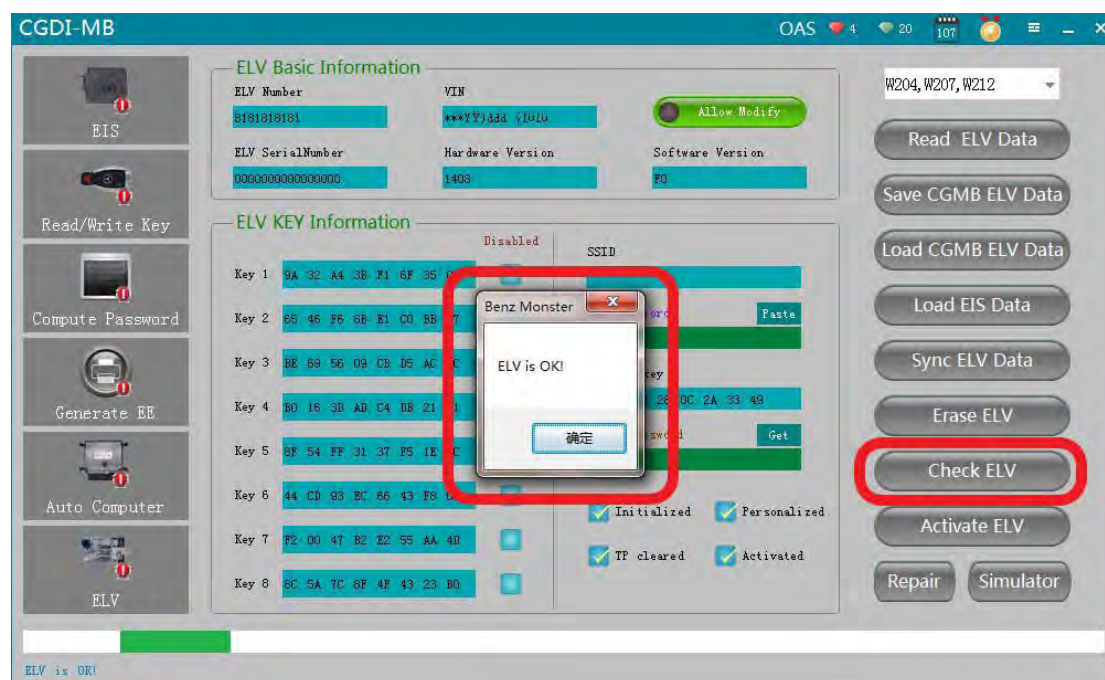 CGDI-MB
OAS 4 20 107
EIS
Read/Write Key
Compute Password
Generate EE
Auto Computer
ELV
ELV Basic Information
ELV Number
VIN
8181818181
Allow Modify
ELV SerialNumber
Hardware Version
Software Version
0000000000000000
1408
F0
ELV KEY Information
Disabled
SSID
Key 1 9A 32 A4 3B F1 6F 35
Key 2 65 46 F6 8B E1 C0 BB
Paste
Key 3 BE 69 56 09 CB D5 AC
Key 4 B0 16 3D AD C4 DB 21
0C 2A 33 49
Key 5 8F 54 FF 31 37 F5 1E
Get
Key 6 44 CD 93 EC 66 43 F8
Key 7 F2 00 47 B2 E2 55 AA 4D
Key 8 8C 5A 7C 8F 4F 43 23 B0
Initialized
Personalized
TP cleared
Activated
Benz Monster
ELV is OK!
确定
W204,W207,W212
Read ELV Data
Save CGMB ELV Data
Load CGMB ELV Data
Load EIS Data
Sync ELV Data
Erase ELV
Check ELV
Activate ELV
Repair
Simulator
ELV is OK!